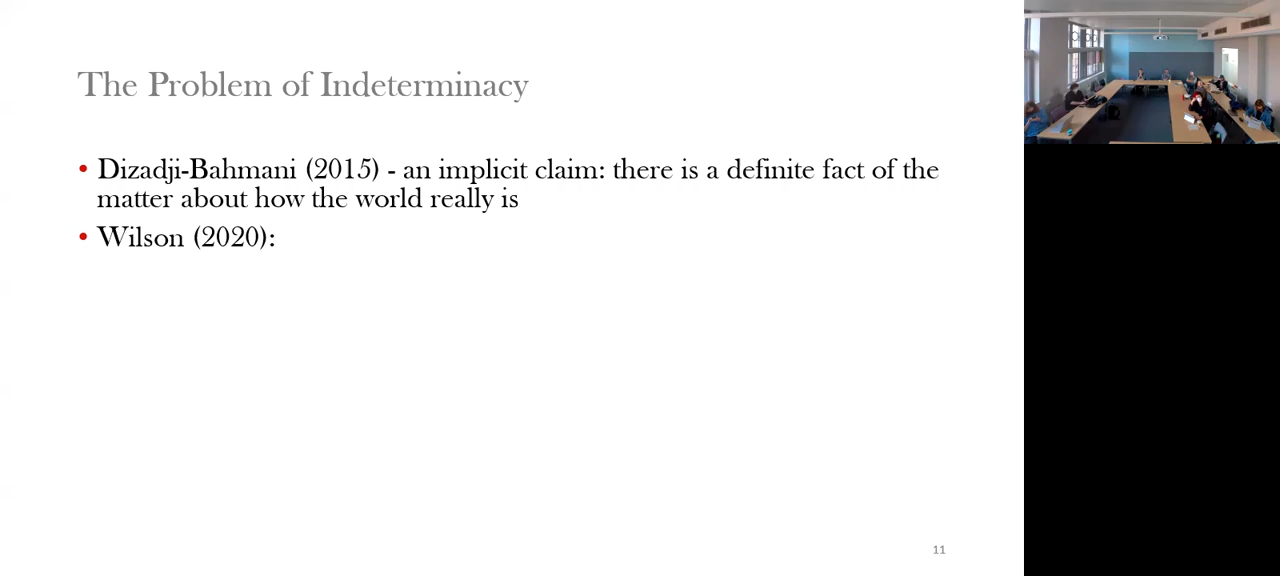 The Problem of Indeterminacy
• Dizadji-Bahmani (2015) - an implicit claim: there is a definite fact of the
matter about how the world really is
• Wilson (2020):
11